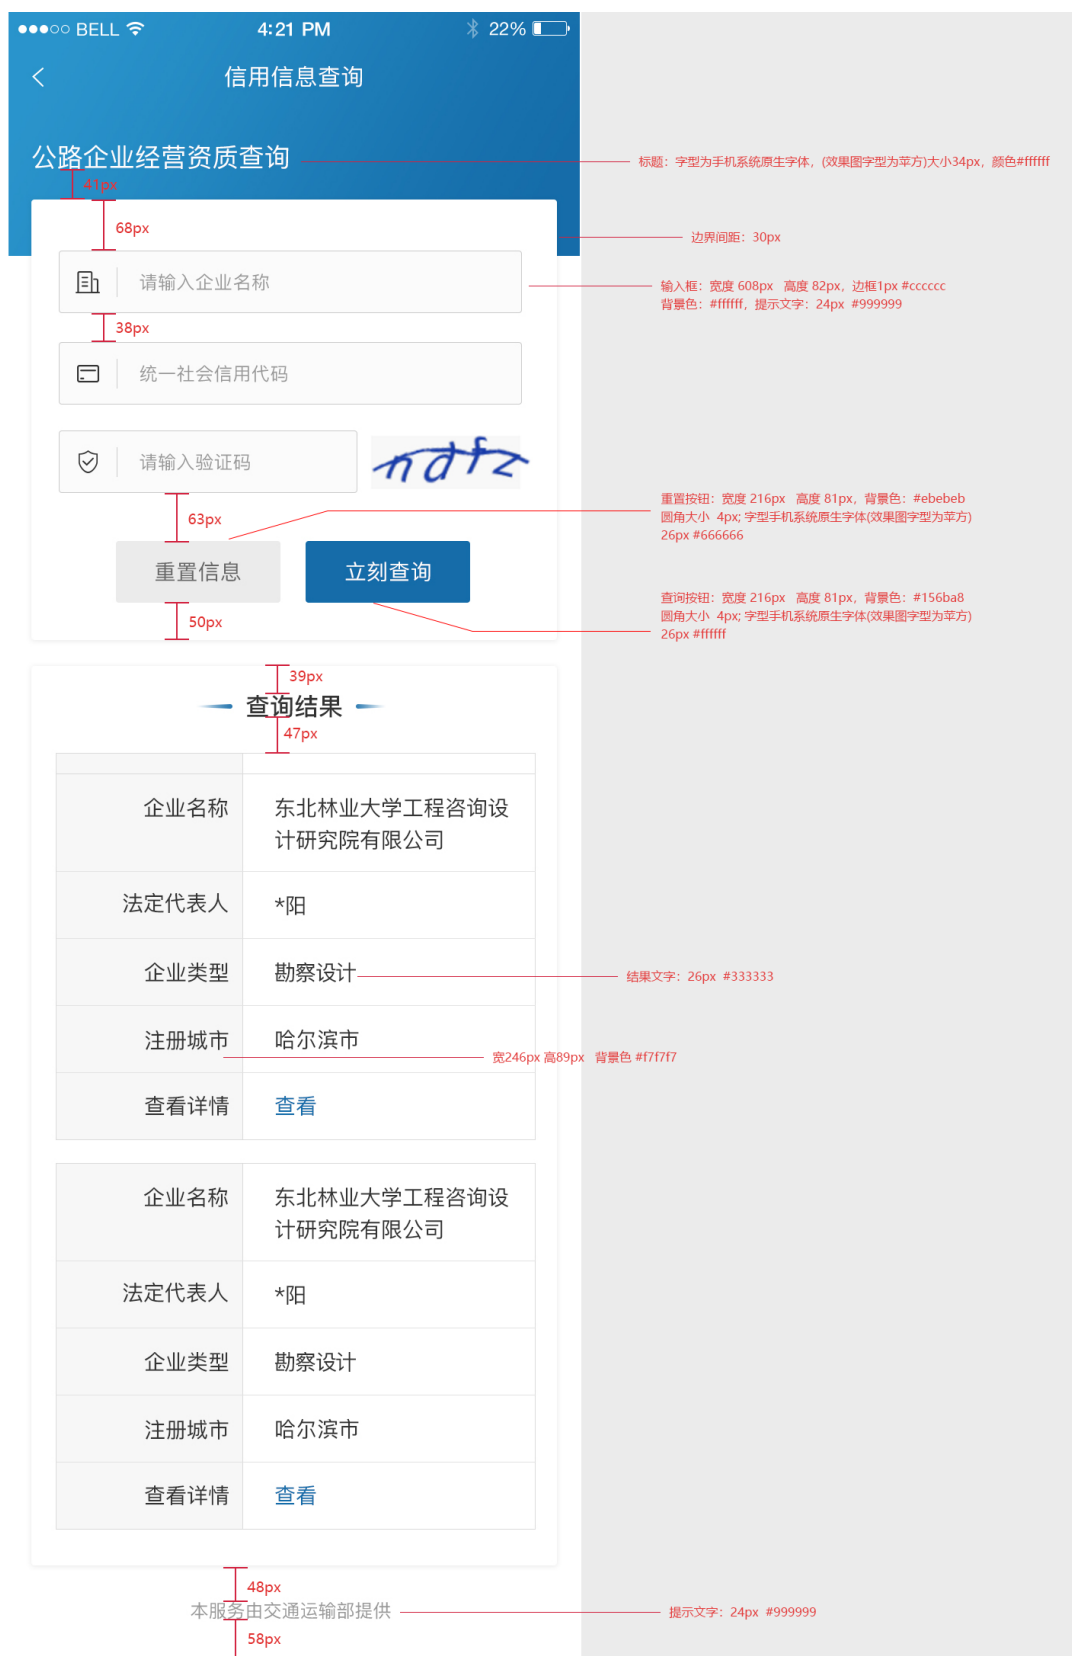 BELL 4:21 PM 22%
信用信息查询
公路企业经营资质查询
标题：字型为手机系统原生字体，(效果图字型为苹方)大小34px，颜色#ffffff
41px
68px
边界间距：30px
请输入企业名称
输入框：宽度 608px 高度 82px，边框1px #cccccc
背景色：#ffffff，提示文字：24px #999999
38px
统一社会信用代码
请输入验证码
ndfz
重置按钮：宽度 216px 高度 81px，背景色：#ebebeb
圆角大小 4px; 字型手机系统原生字体(效果图字型为苹方)
26px #666666
63px
重置信息 立刻查询
查询按钮：宽度 216px 高度 81px，背景色：#156ba8
圆角大小 4px; 字型手机系统原生字体(效果图字型为苹方)
26px #ffffff
50px
39px
查询结果
47px
企业名称 东北林业大学工程咨询设
计研究院有限公司
法定代表人 *阳
企业类型 勘察设计
结果文字：26px #333333
注册城市 哈尔滨市
宽246px 高89px 背景色 #f7f7f7
查看详情 查看
企业名称 东北林业大学工程咨询设
计研究院有限公司
法定代表人 *阳
企业类型 勘察设计
注册城市 哈尔滨市
查看详情 查看
48px
本服务由交通运输部提供
提示文字：24px #999999
58px